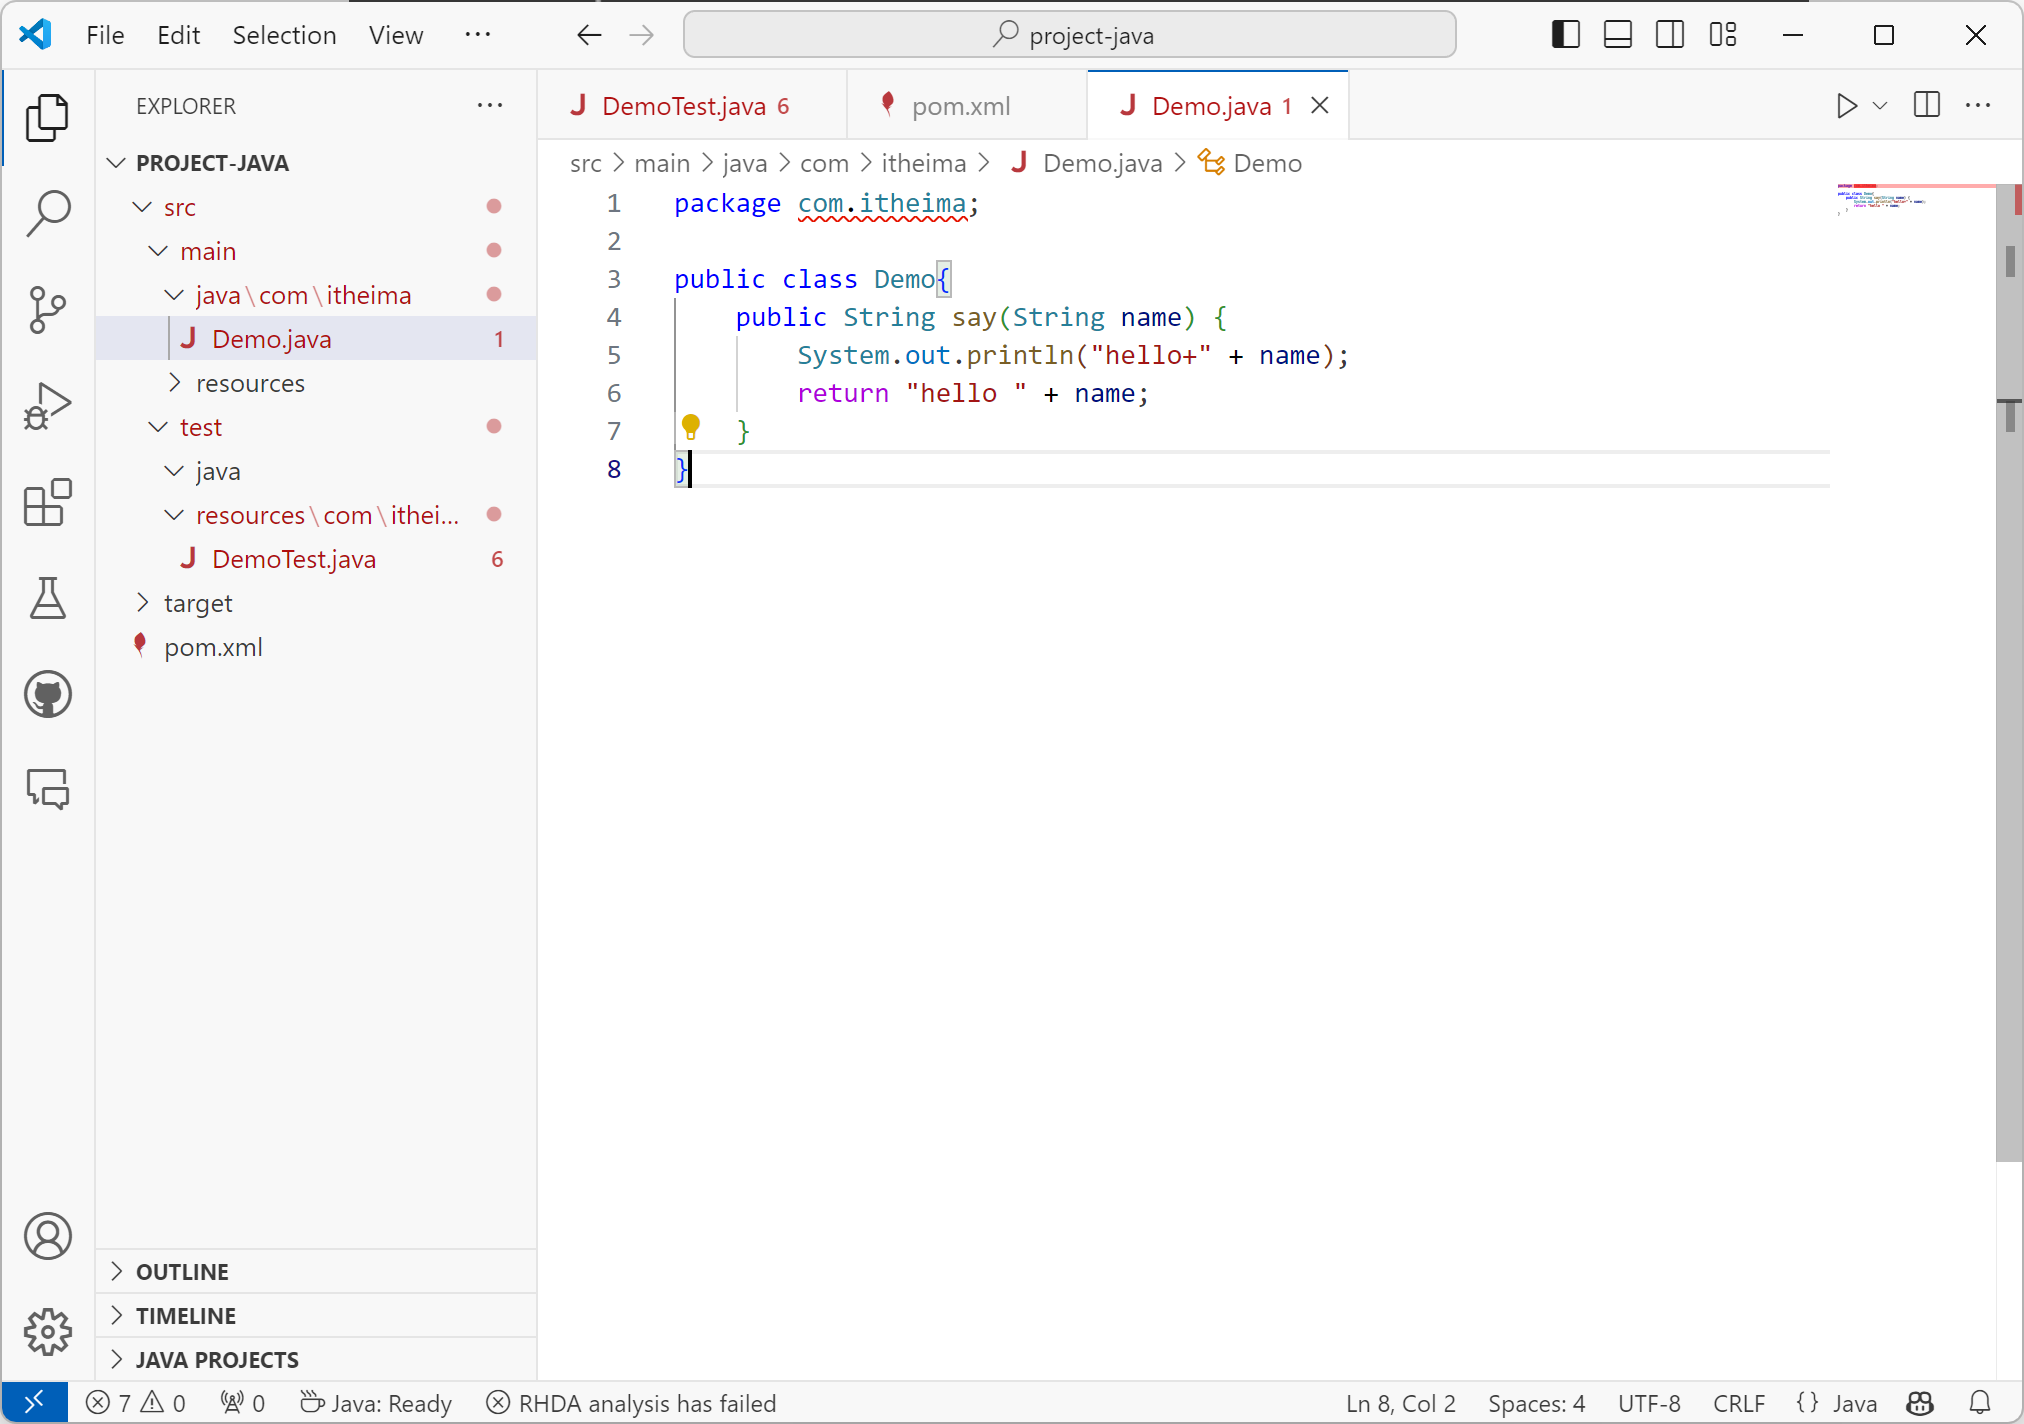 File Edit Selection View ··· project-java
EXPLORER ···
PROJECT-JAVA
src
main
java\com\itheima
Demo.java 1
resources
test
java
resources\com\ithei...
DemoTest.java 6
target
pom.xml
OUTLINE
TIMELINE
JAVA PROJECTS
DemoTest.java 6 pom.xml Demo.java 1
src > main > java > com > itheima > Demo.java > Demo
1 package com.itheima;
2
3 public class Demo{
4 public String say(String name) {
5 System.out.println("hello+" + name);
6 return "hello " + name;
7 }
8 }
7 0 0 Java: Ready RHDA analysis has failed Ln 8, Col 2 Spaces: 4 UTF-8 CRLF {} Java